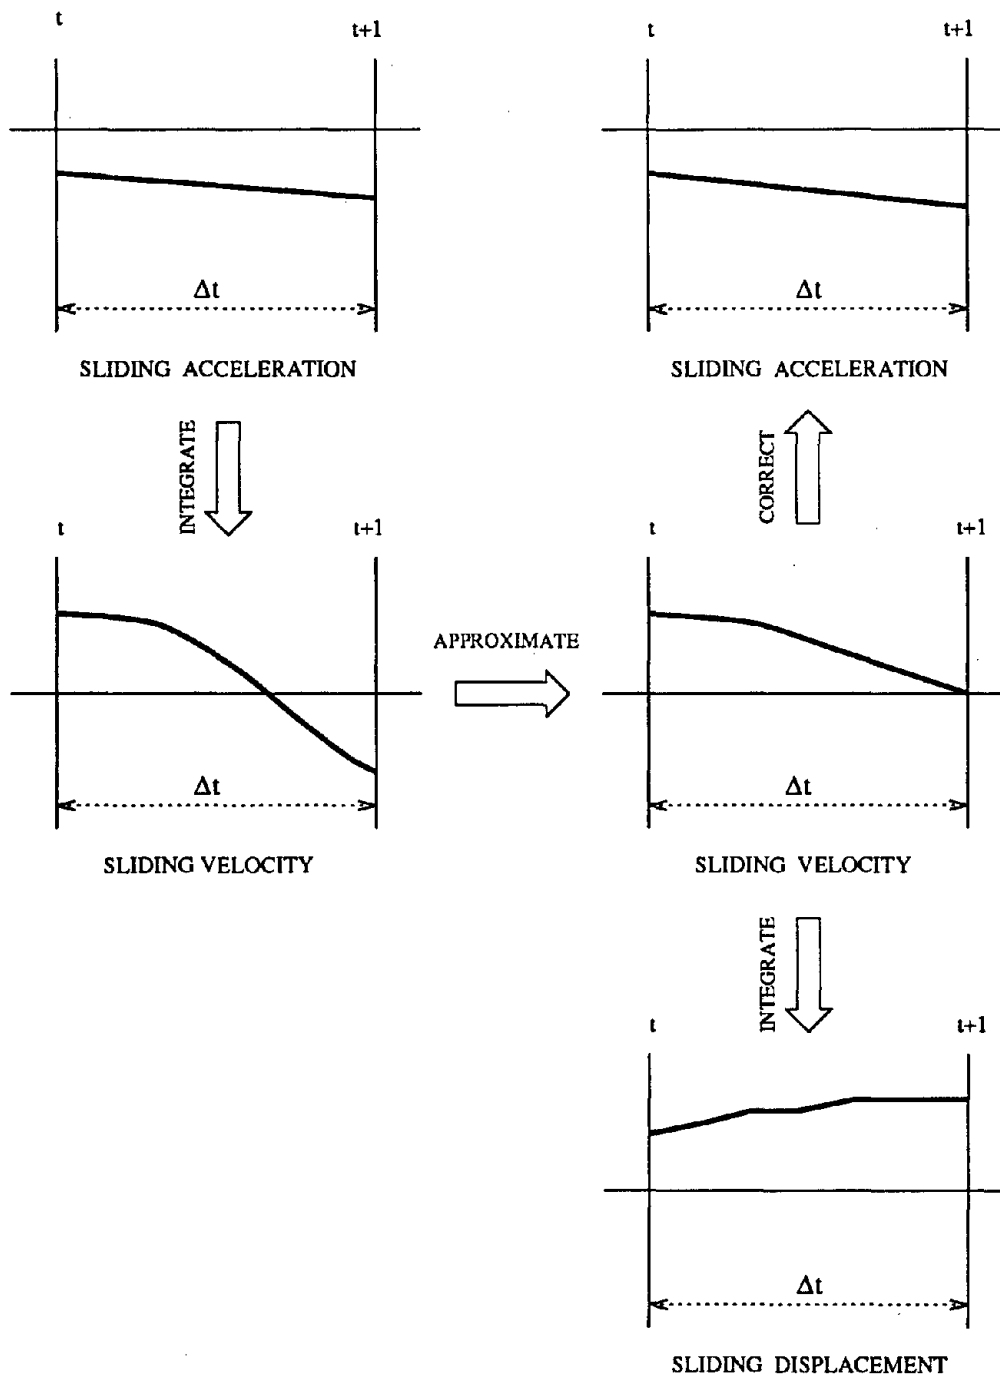 t
t+1
t
t+1
Δt
Δt
SLIDING ACCELERATION
SLIDING ACCELERATION
INTEGRATE
CORRECT
t
t+1
t
t+1
APPROXIMATE
Δt
Δt
SLIDING VELOCITY
SLIDING VELOCITY
INTEGRATE
t
t+1
Δt
SLIDING DISPLACEMENT